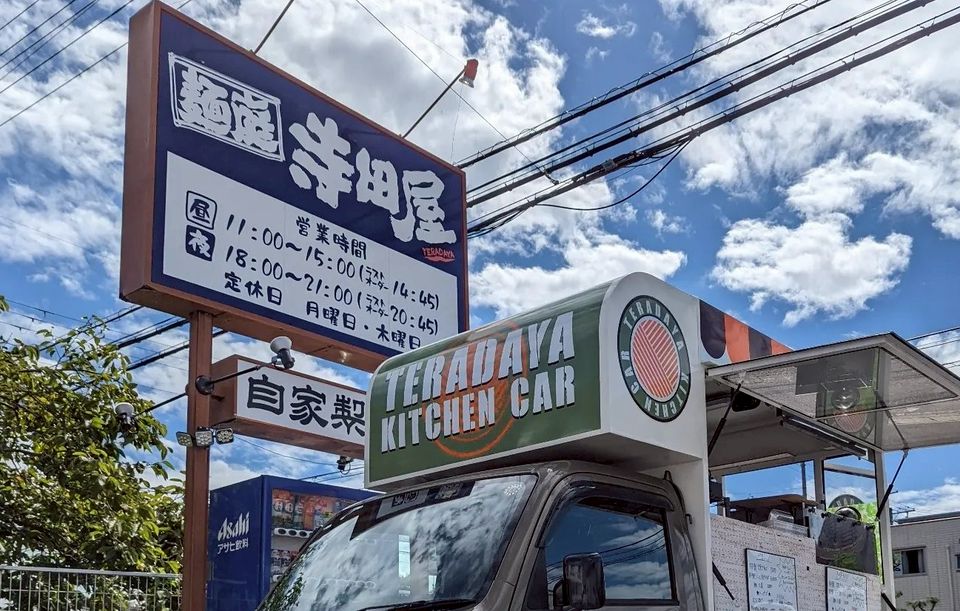 麺家
寺田屋
TERADAYA
営業時間
昼 11:00～15:00(ラストオーダー14:45)
夜 18:00～21:00(ラストオーダー20:45)
定休日 月曜日・木曜日
自家製
TERADAYA
KITCHEN CAR
TERADAYA
KITCHEN CAR
Asahi
アサヒ飲料